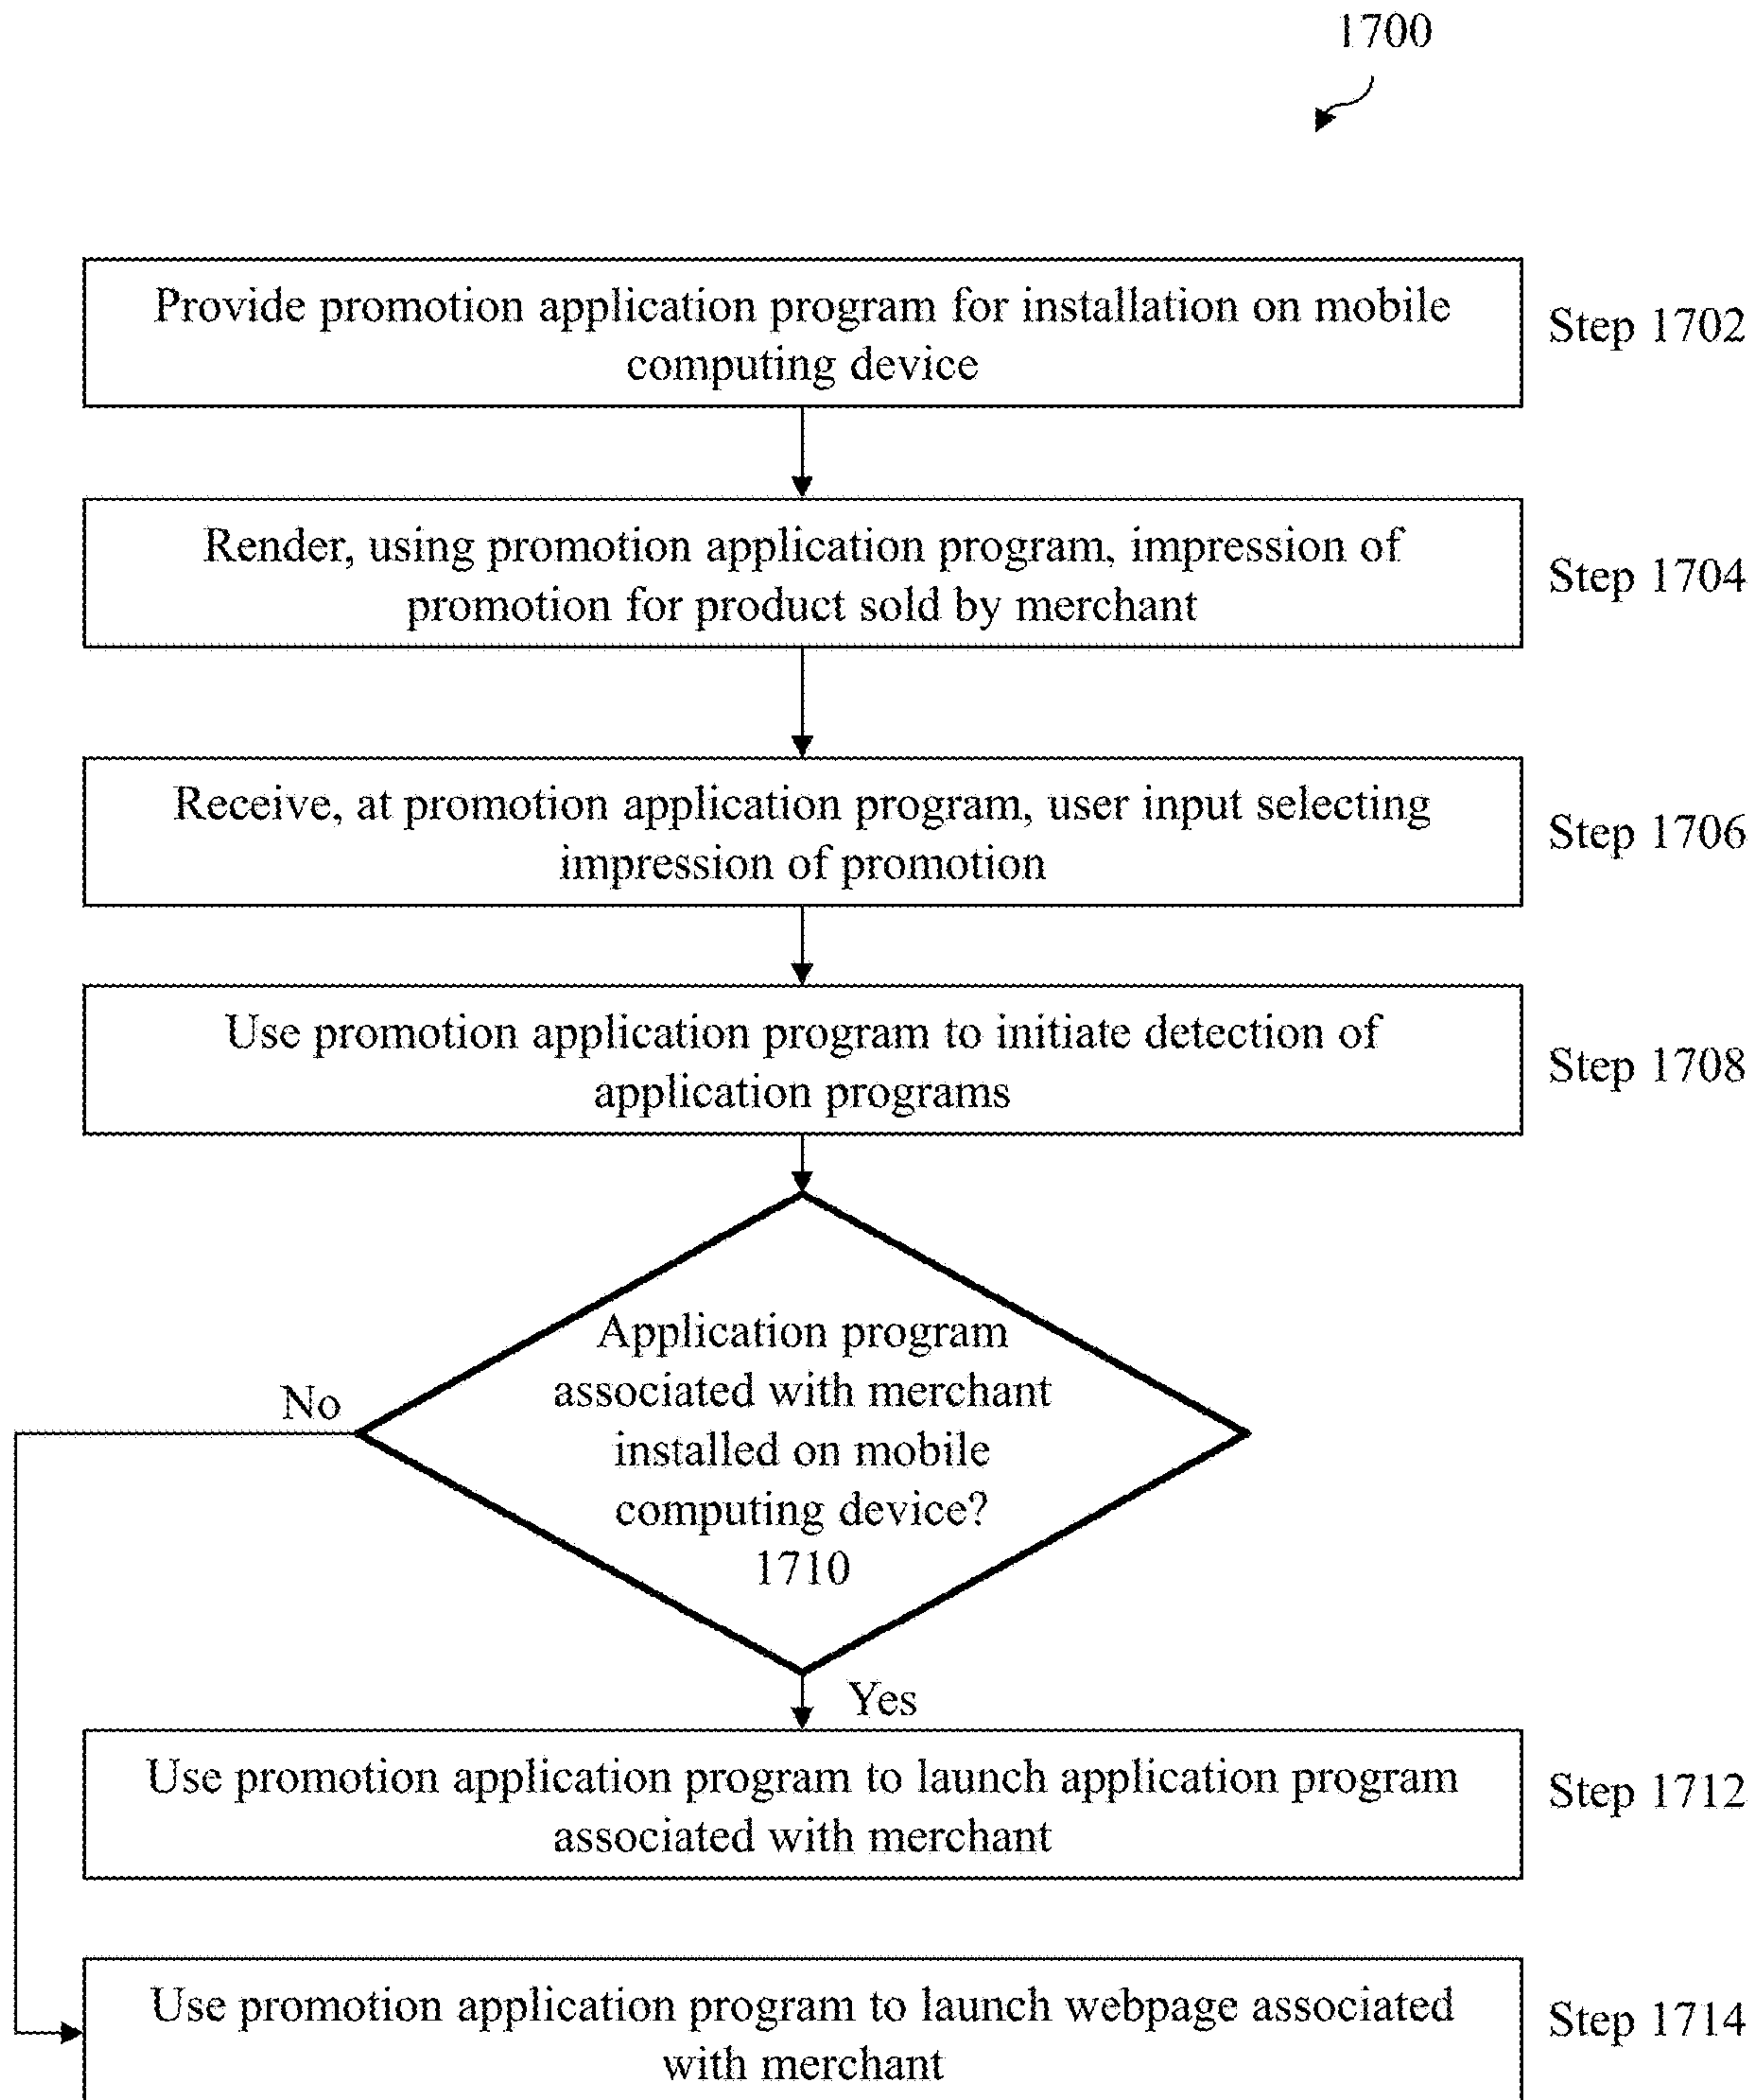 1700
Provide promotion application program for installation on mobile
computing device
Step 1702
Render, using promotion application program, impression of
promotion for product sold by merchant
Step 1704
Receive, at promotion application program, user input selecting
impression of promotion
Step 1706
Use promotion application program to initiate detection of
application programs
Step 1708
Application program
associated with merchant
installed on mobile
computing device?
1710
No
Yes
Use promotion application program to launch application program
associated with merchant
Step 1712
Use promotion application program to launch webpage associated
with merchant
Step 1714